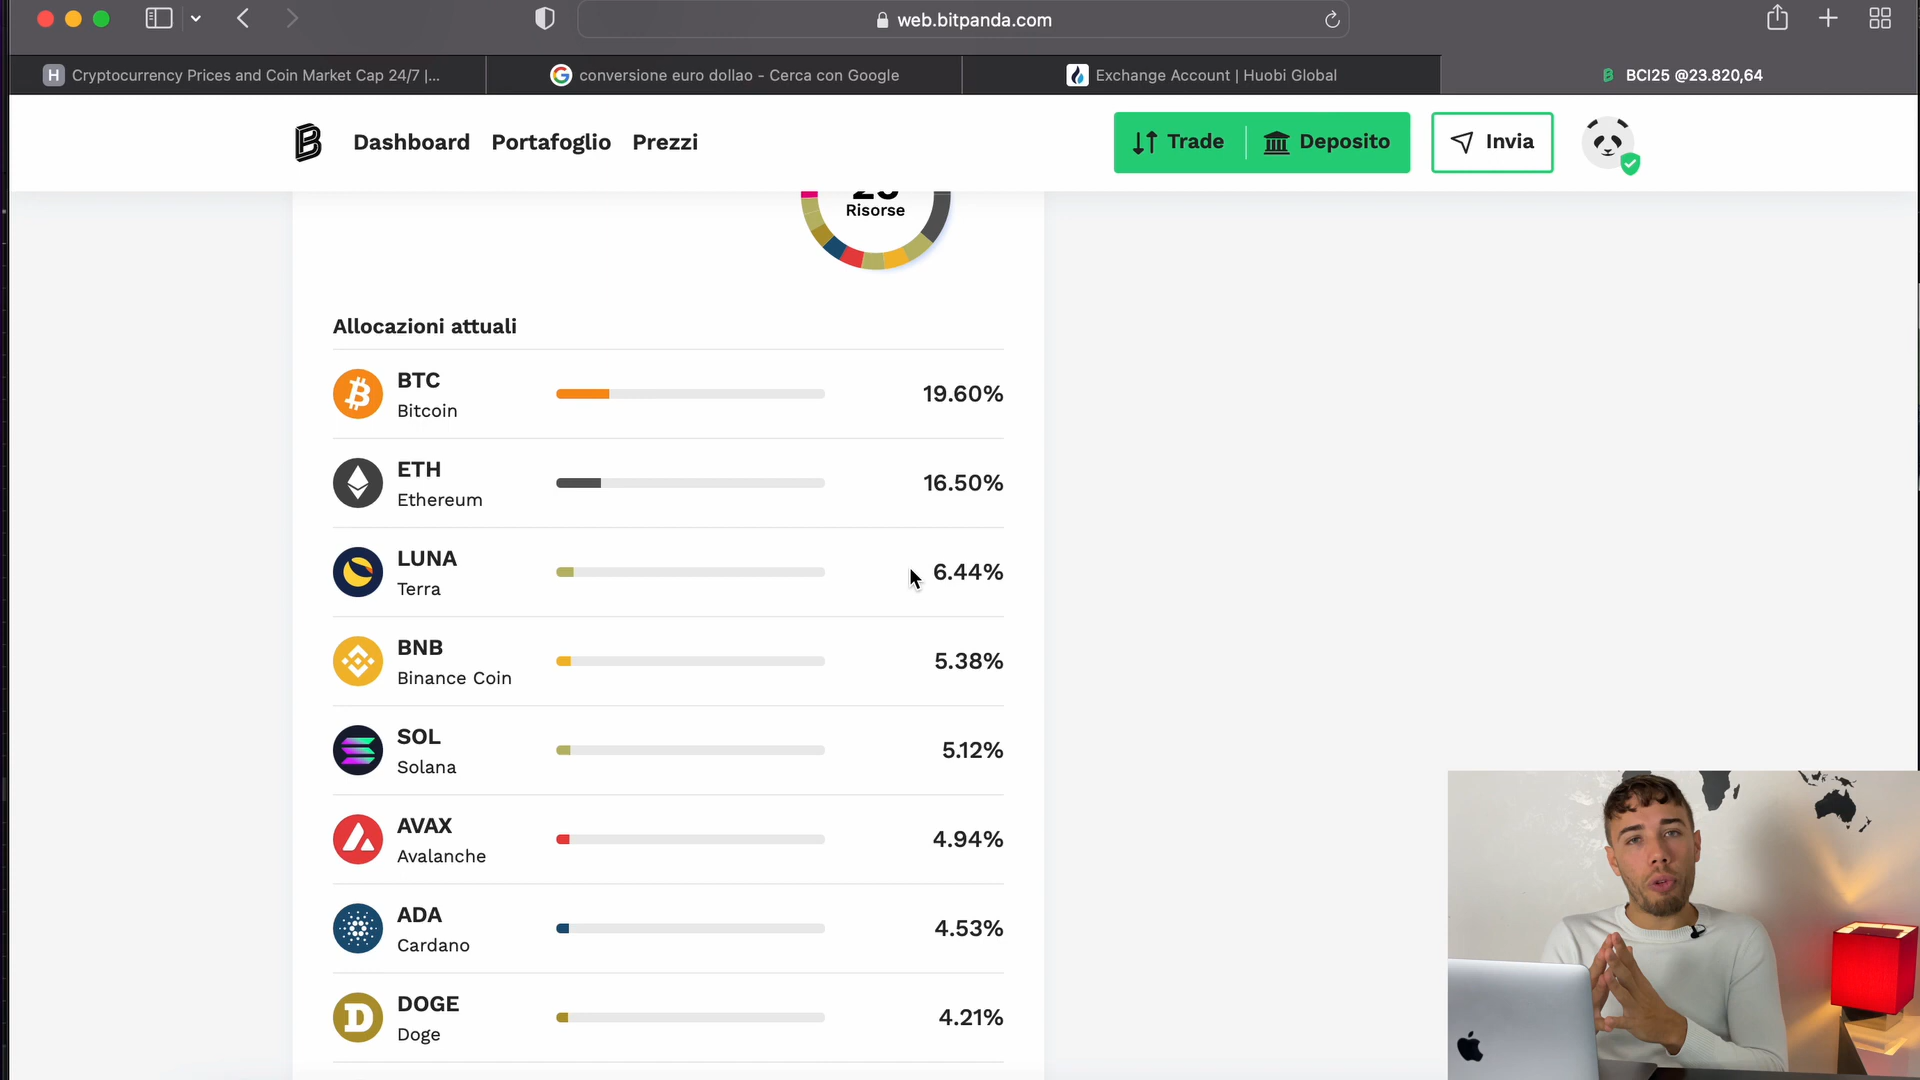 web.bitpanda.com
H Cryptocurrency Prices and Coin Market Cap 24/7 |...
conversione euro dollao - Cerca con Google
Exchange Account | Huobi Global
BCI25 @23.820,64
Dashboard Portafoglio Prezzi
Trade Deposito Invia
25
Risorse
Allocazioni attuali
BTC
Bitcoin
19.60%
ETH
Ethereum
16.50%
LUNA
Terra
6.44%
BNB
Binance Coin
5.38%
SOL
Solana
5.12%
AVAX
Avalanche
4.94%
ADA
Cardano
4.53%
DOGE
Doge
4.21%